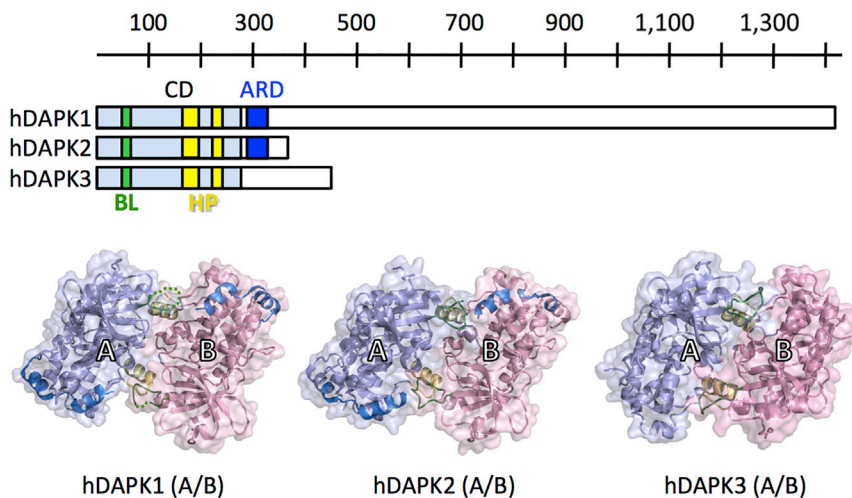 100 300 500 700 900 1,100 1,300
CD ARD
hDAPK1
hDAPK2
hDAPK3
BL HP
A B A B A B
hDAPK1 (A/B) hDAPK2 (A/B) hDAPK3 (A/B)